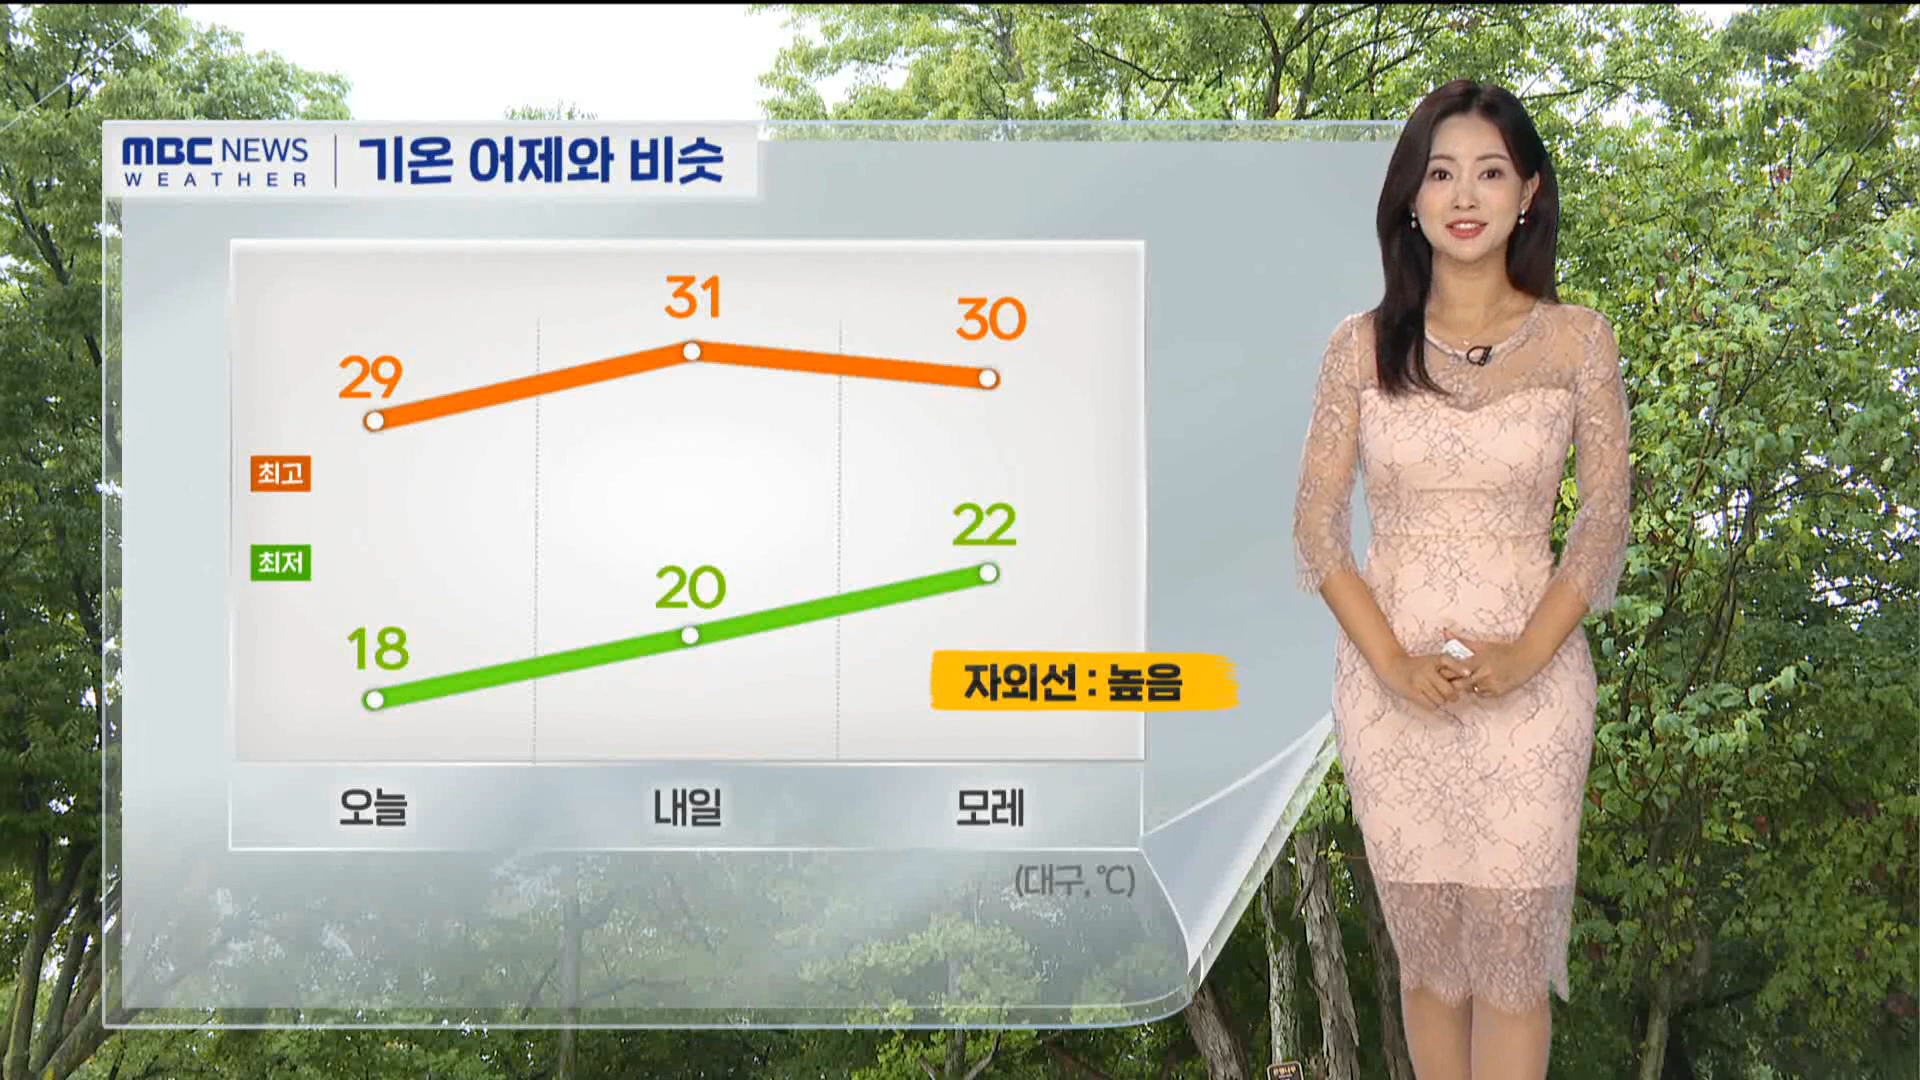 MBC NEWS
WEATHER
기온 어제와 비슷
29
31
30
최고
최저
18
20
22
자외선 : 높음
오늘
내일
모레
(대구, ℃)